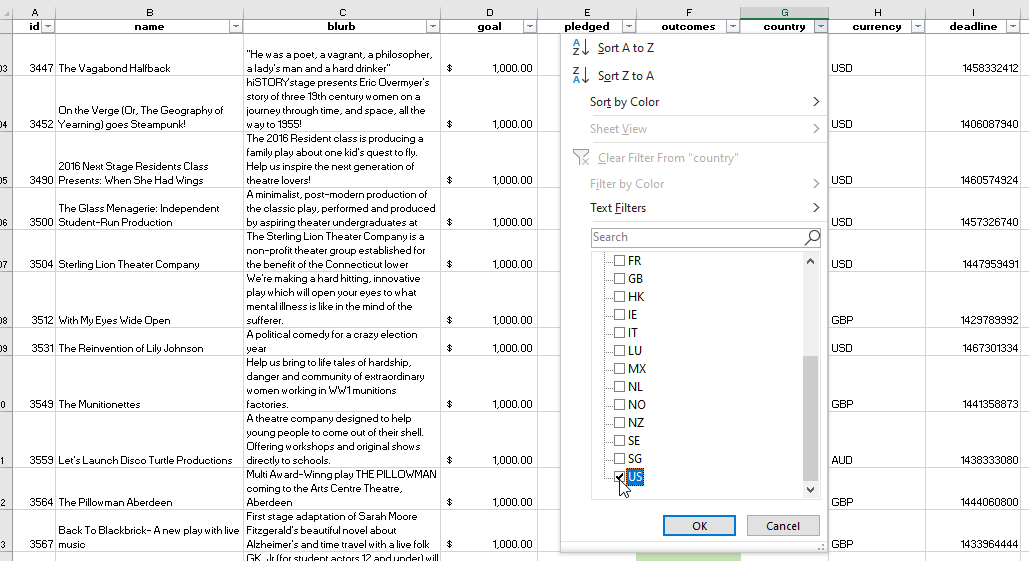 A B C D E F G H I
id name blurb goal pledged outcomes country currency deadline
03 3447 The Vagabond Halfback
"He was a poet, a vagrant, a philosopher,
a lady's man and a hard drinker"
$ 1,000.00 USD 1458332412
04 3452
On the Verge (Or, The Geography of
Yearning) goes Steampunk!
hiSTORYstage presents Eric Overmyer's
story of three 19th century women on a
journey through time, and space, all the
way to 1955!
$ 1,000.00 USD 1406087940
05 3490
2016 Next Stage Residents Class
Presents: When She Had Wings
The 2016 Resident class is producing a
family play about one kid's quest to fly.
Help us inspire the next generation of
theatre lovers!
$ 1,000.00 USD 1460574924
06 3500
The Glass Menagerie: Independent
Student-Run Production
A minimalist, post-modern production of
the classic play, performed and produced
by aspiring theater undergraduates at
$ 1,000.00 USD 1457326740
07 3504 Sterling Lion Theater Company
The Sterling Lion Theater Company is a
non-profit theater group established for
the benefit of the Connecticut lower
$ 1,000.00 USD 1447959491
08 3512 With My Eyes Wide Open
We're making a hard hitting, innovative
play which will open your eyes to what
mental illness is like in the mind of the
sufferer.
$ 1,000.00 GBP 1429789992
09 3531 The Reinvention of Lily Johnson
A political comedy for a crazy election
year
$ 1,000.00 USD 1467301334
0 3549 The Munitionettes
Help us bring to life tales of hardship,
danger and community of extraordinary
women working in WW1 munitions
factories.
$ 1,000.00 GBP 1441358873
1 3559 Let's Launch Disco Turtle Productions
A theatre company designed to help
young people to come out of their shell.
Offering workshops and original shows
directly to schools.
$ 1,000.00 AUD 1438333080
2 3564 The Pillowman Aberdeen
Multi Award-Winng play THE PILLOWMAN
coming to the Arts Centre Theatre,
Aberdeen
$ 1,000.00 GBP 1444060800
3 3567
Back To Blackbrick- A new play with live
music
First stage adaptation of Sarah Moore
Fitzgerald's beautiful novel about
Alzheimer's and time travel with a live folk
$ 1,000.00 GBP 1433964444
GK, Jr (for student actors 12 and under) will
Sort A to Z
Sort Z to A
Sort by Color
Sheet View
Clear Filter From "country"
Filter by Color
Text Filters
Search
FR
GB
HK
IE
IT
LU
MX
NL
NO
NZ
SE
SG
US
OK Cancel